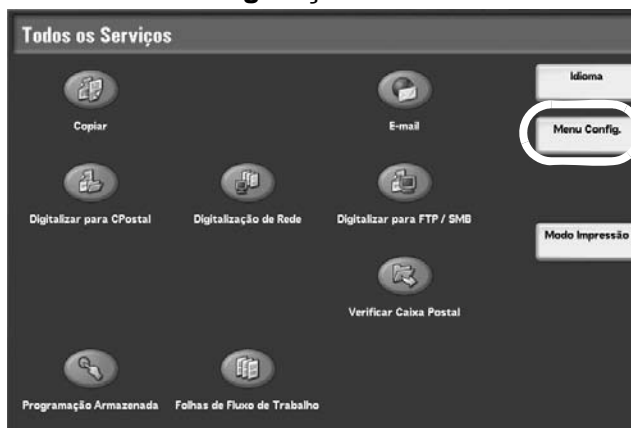 Todos os Serviços
Idioma
Copiar
E-mail
Menu Config.
Digitalizar para CPostal
Digitalização de Rede
Digitalizar para FTP / SMB
Modo Impressão
Verificar Caixa Postal
Programação Armazenada
Folhas de Fluxo de Trabalho